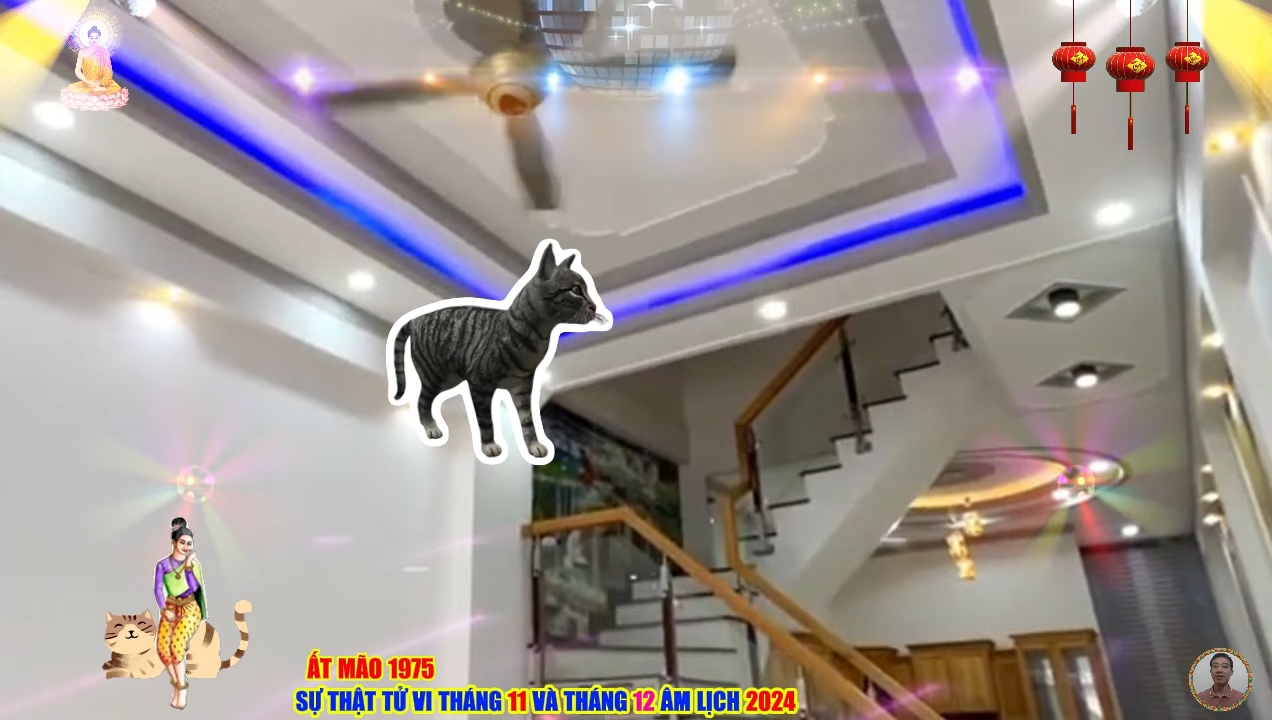 ẤT MÃO 1975
SỰ THẬT TỬ VI THÁNG 11 VÀ THÁNG 12 ÂM LỊCH 2024